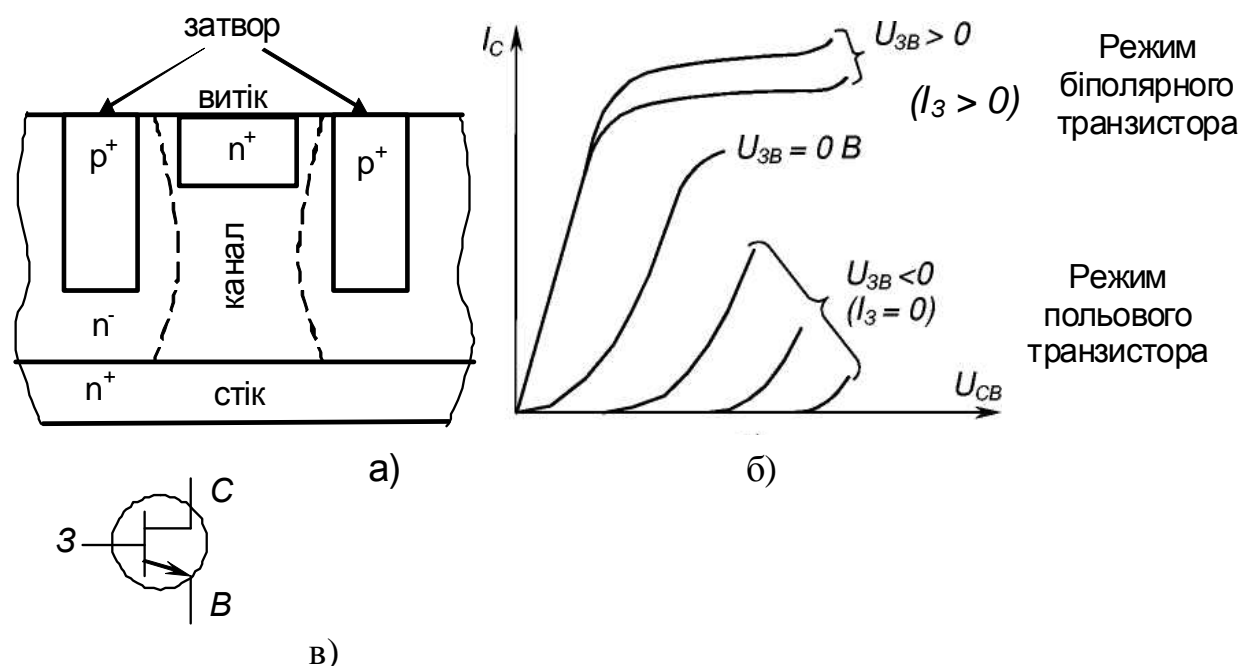 затвор
витік
p+
n+
p+
канал
n-
n+
стік
а)
IС
UЗВ > 0
(IЗ > 0)
UЗВ = 0 В
UЗВ <0
(IЗ = 0)
UСВ
б)
Режим
біполярного
транзистора
Режим
польового
транзистора
С
З
В
в)